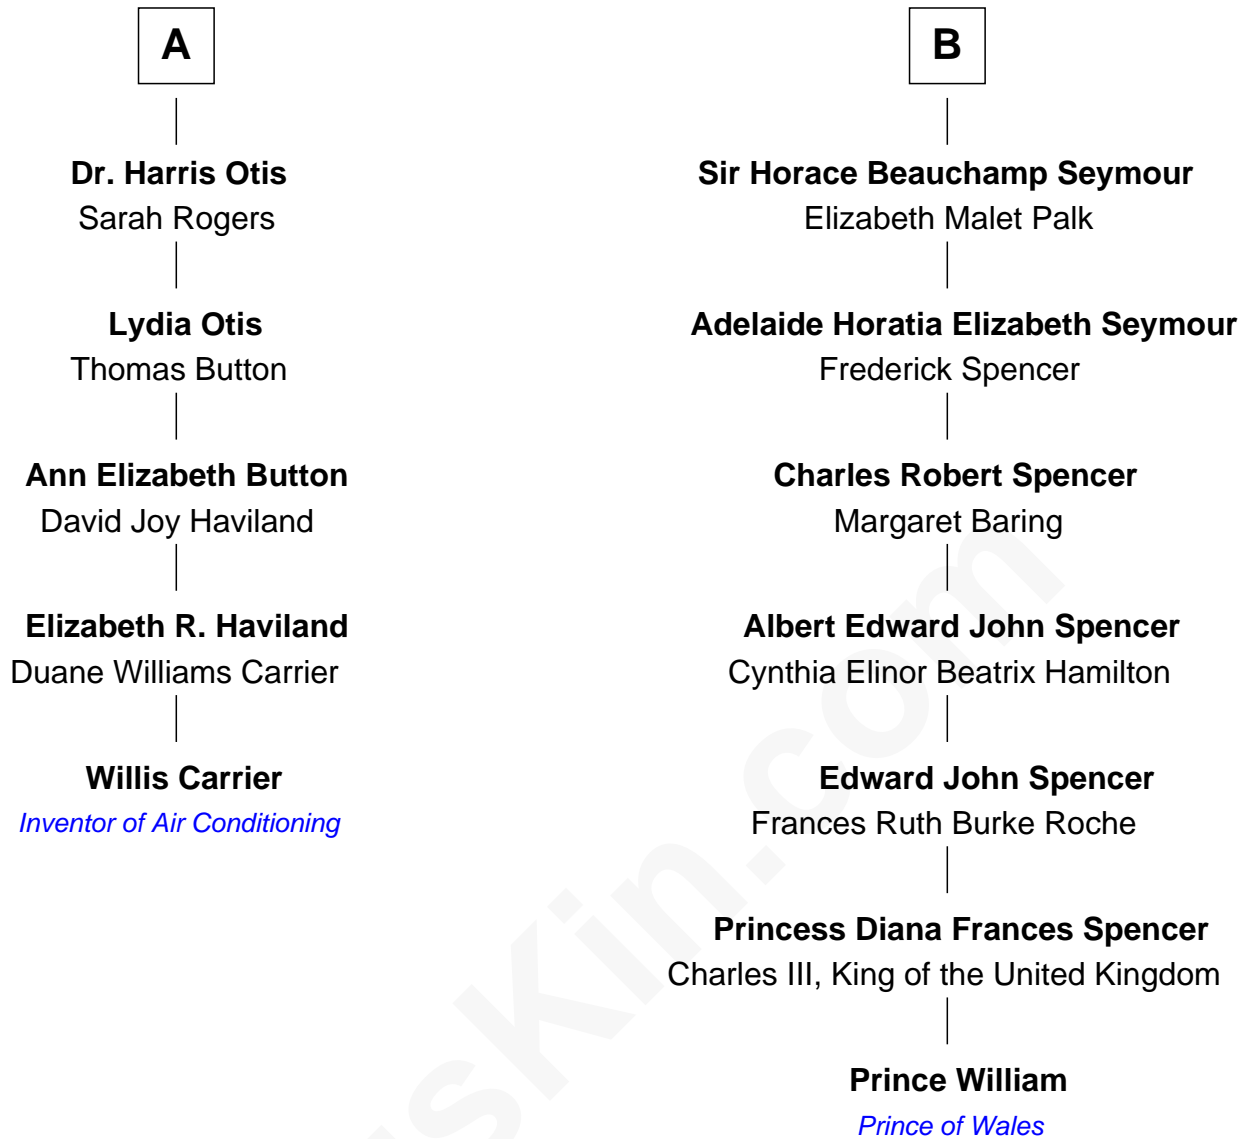 A
Dr. Harris Otis
Sarah Rogers
Lydia Otis
Thomas Button
Ann Elizabeth Button
David Joy Haviland
Elizabeth R. Haviland
Duane Williams Carrier
Willis Carrier
Inventor of Air Conditioning
B
Sir Horace Beauchamp Seymour
Elizabeth Malet Palk
Adelaide Horatia Elizabeth Seymour
Frederick Spencer
Charles Robert Spencer
Margaret Baring
Albert Edward John Spencer
Cynthia Elinor Beatrix Hamilton
Edward John Spencer
Frances Ruth Burke Roche
Princess Diana Frances Spencer
Charles III, King of the United Kingdom
Prince William
Prince of Wales